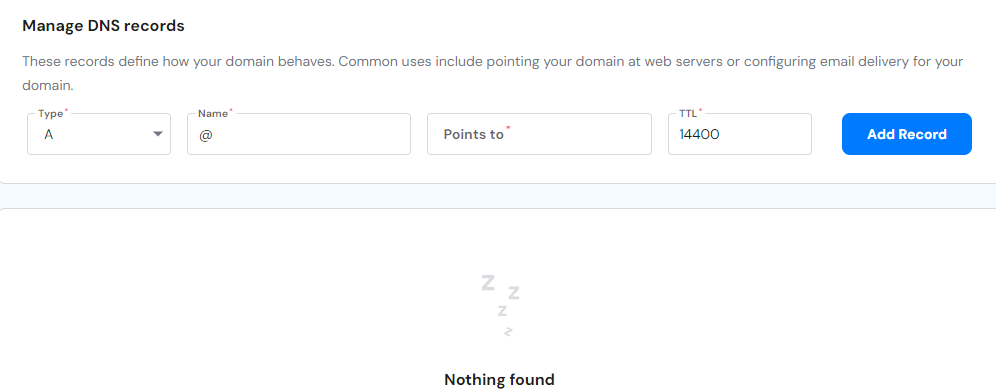 Manage DNS records
These records define how your domain behaves. Common uses include pointing your domain at web servers or configuring email delivery for your
domain.
Type* Name* TTL*
A @ Points to* 14400 Add Record
z
z
z
z
Nothing found